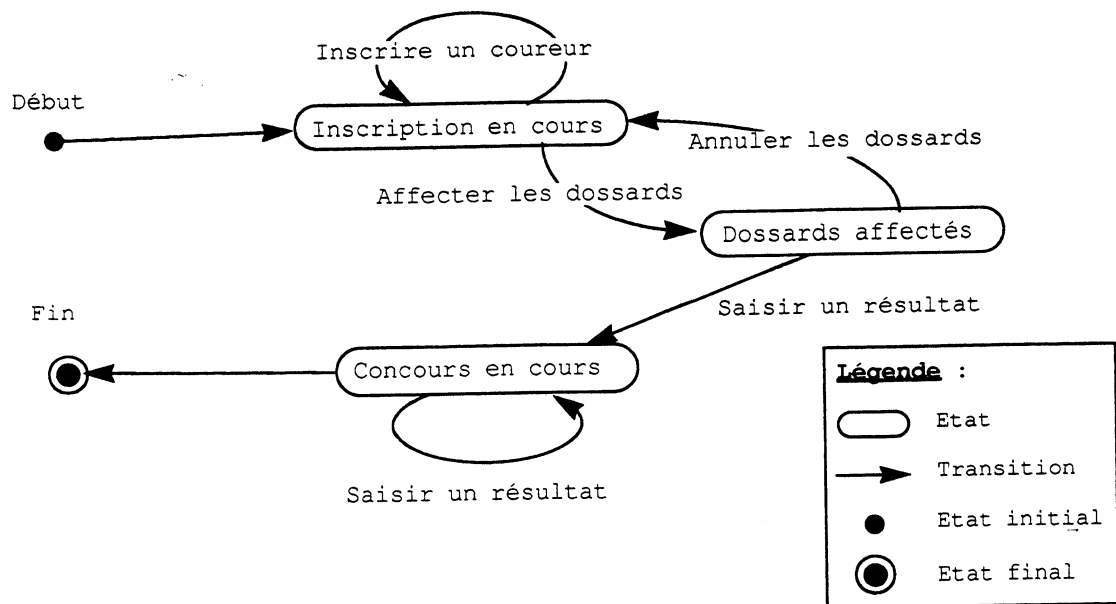 Inscrire un coureur
Début
Inscription en cours
Annuler les dossards
Affecter les dossards
Dossards affectés
Saisir un résultat
Fin
Concours en cours
Saisir un résultat
Légende :
Etat
Transition
Etat initial
Etat final